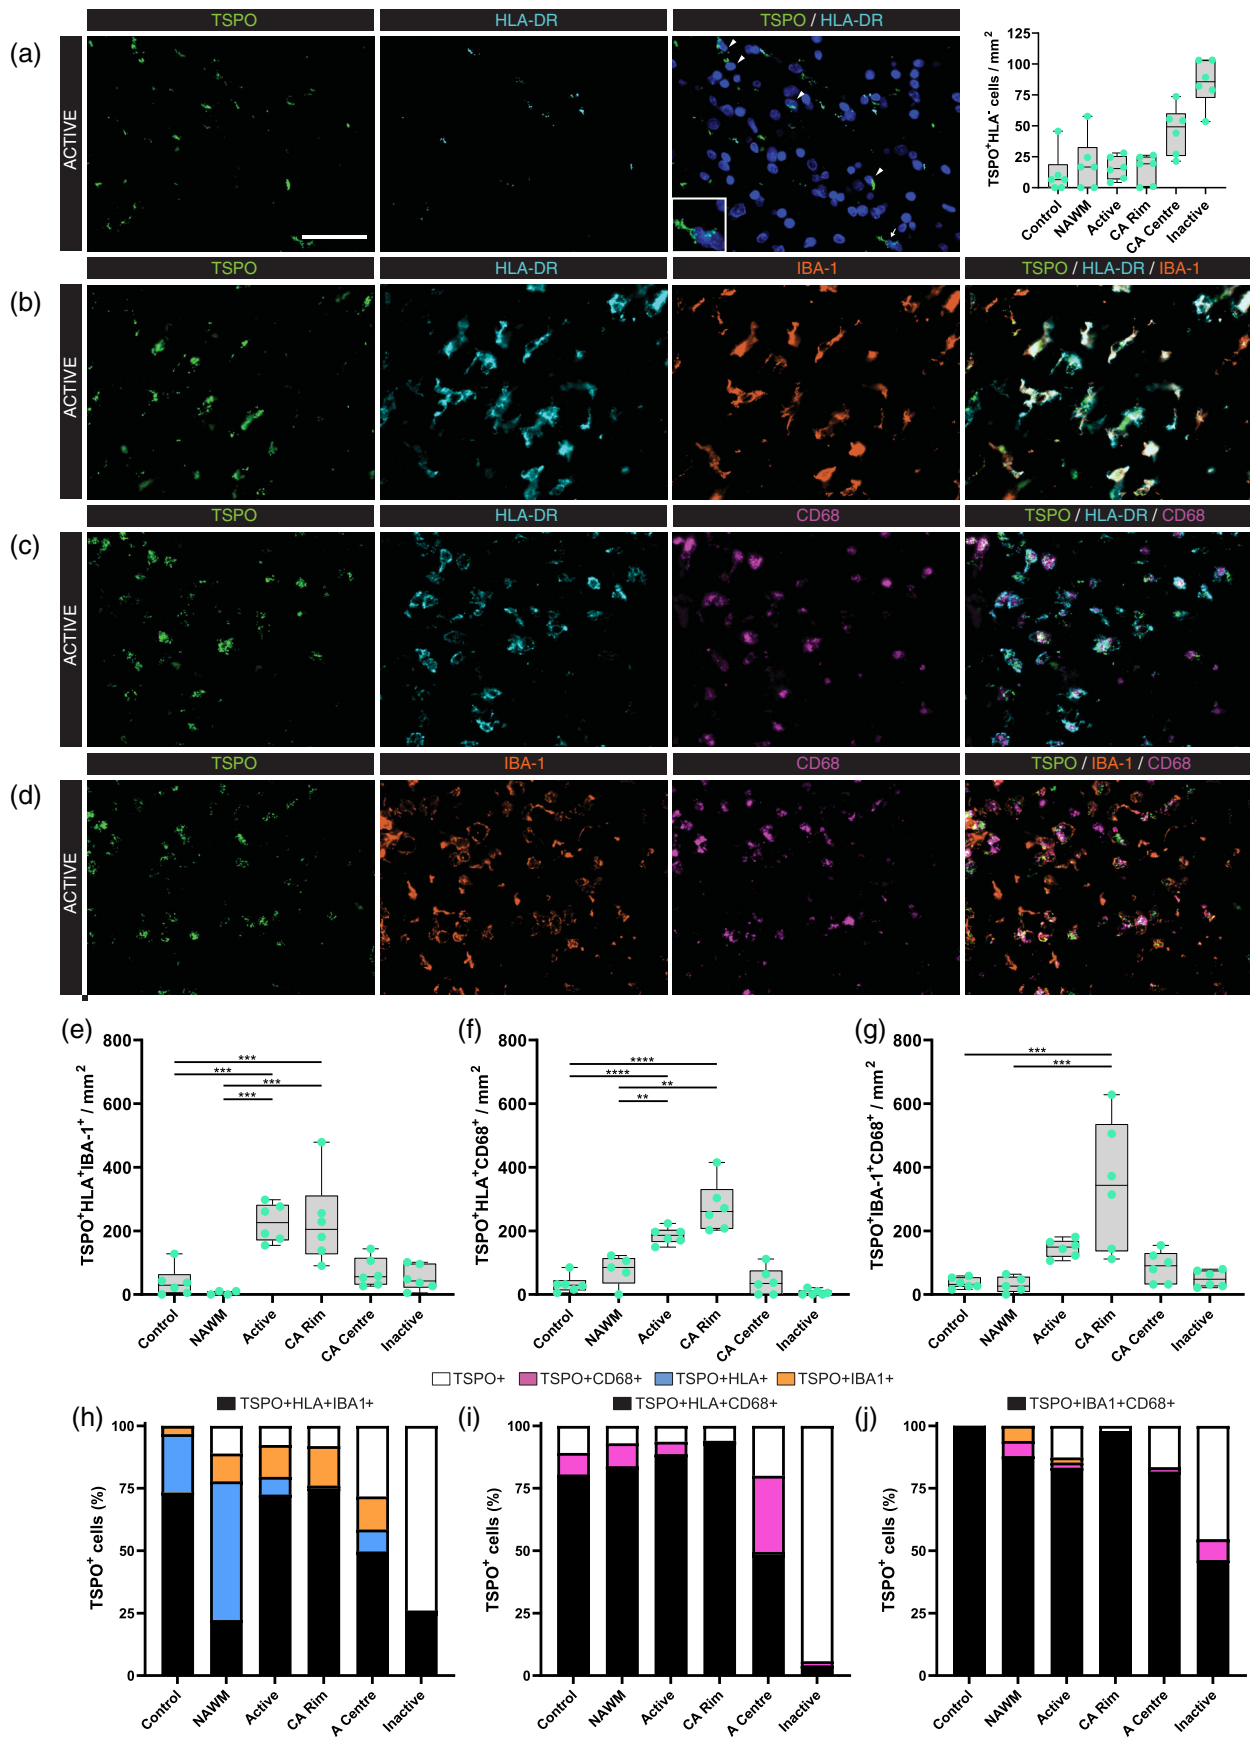 TSPO HLA-DR TSPO / HLA-DR
(a)
ACTIVE
TSPO⁺HLA⁻ cells / mm²
125
100
75
50
25
0
Control NAWM Active CA Rim CA Centre Inactive
TSPO HLA-DR IBA-1 TSPO / HLA-DR / IBA-1
(b)
ACTIVE
TSPO HLA-DR CD68 TSPO / HLA-DR / CD68
(c)
ACTIVE
TSPO IBA-1 CD68 TSPO / IBA-1 / CD68
(d)
ACTIVE
(e)
TSPO⁺HLA⁺IBA-1⁺ / mm²
800
600
400
200
0
***
***
***
***
Control NAWM Active CA Rim CA Centre Inactive
(f)
TSPO⁺HLA⁺CD68⁺ / mm²
800
600
400
200
0
****
****
**
**
Control NAWM Active CA Rim CA Centre Inactive
(g)
TSPO⁺IBA-1⁺CD68⁺ / mm²
800
600
400
200
0
***
***
Control NAWM Active CA Rim CA Centre Inactive
TSPO+ TSPO+CD68+ TSPO+HLA+ TSPO+IBA1+
(h)
TSPO+HLA+IBA1+
TSPO⁺ cells (%)
100
75
50
25
0
Control NAWM Active CA Rim A Centre Inactive
(i)
TSPO+HLA+CD68+
TSPO⁺ cells (%)
100
75
50
25
0
Control NAWM Active CA Rim A Centre Inactive
(j)
TSPO+IBA1+CD68+
TSPO⁺ cells (%)
100
75
50
25
0
Control NAWM Active CA Rim A Centre Inactive